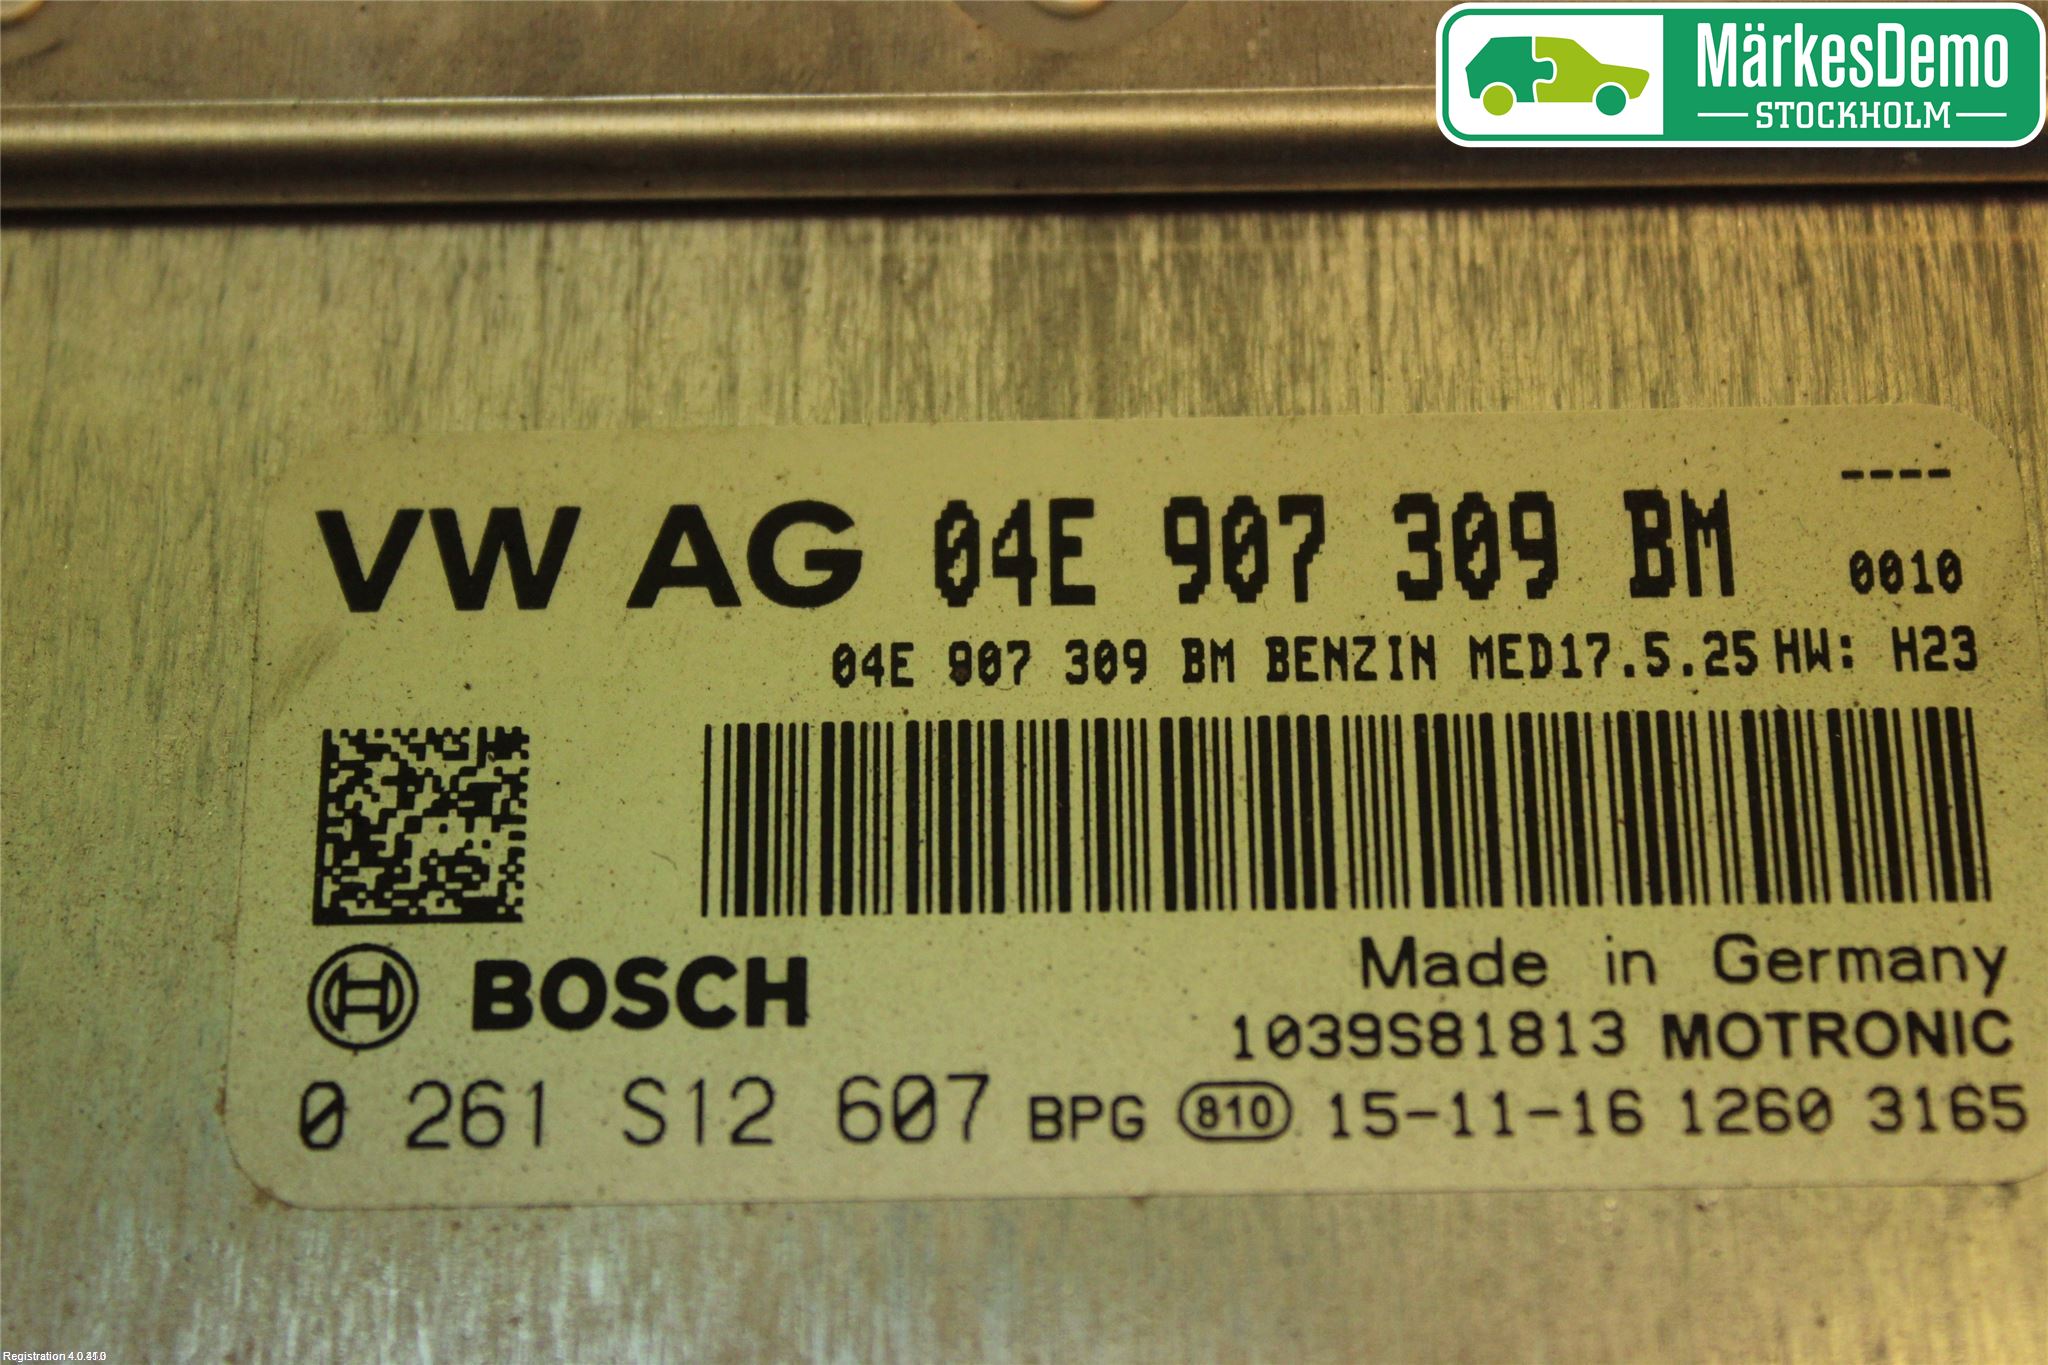 MärkesDemo
STOCKHOLM
----
VW AG 04E 907 309 BM 0010
04E 907 309 BM BENZIN MED17.5.25 HW: H23
BOSCH
Made in Germany
1039S81813 MOTRONIC
0 261 S12 607 BPG 810 15-11-16 1260 3165
Registration